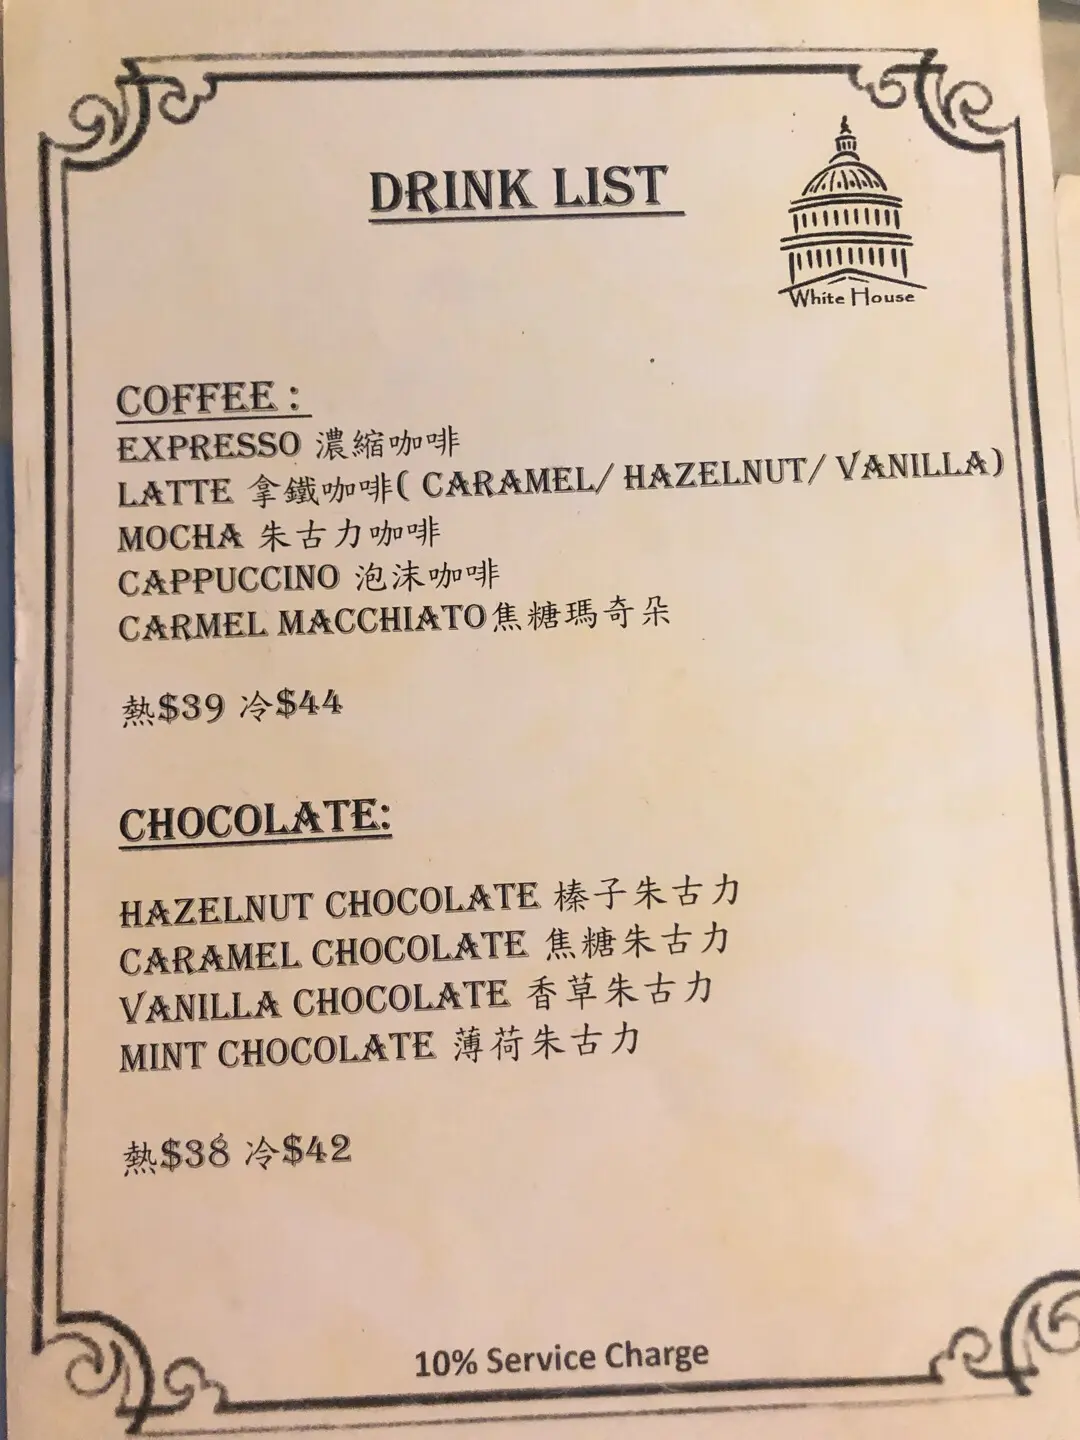 DRINK LIST
White House
COFFEE :
EXPRESSO 濃縮咖啡
LATTE 拿鐵咖啡( CARAMEL/ HAZELNUT/ VANILLA)
MOCHA 朱古力咖啡
CAPPUCCINO 泡沫咖啡
CARMEL MACCHIATO焦糖瑪奇朵
熱$39 冷$44
CHOCOLATE:
HAZELNUT CHOCOLATE 榛子朱古力
CARAMEL CHOCOLATE 焦糖朱古力
VANILLA CHOCOLATE 香草朱古力
MINT CHOCOLATE 薄荷朱古力
熱$38 冷$42
10% Service Charge